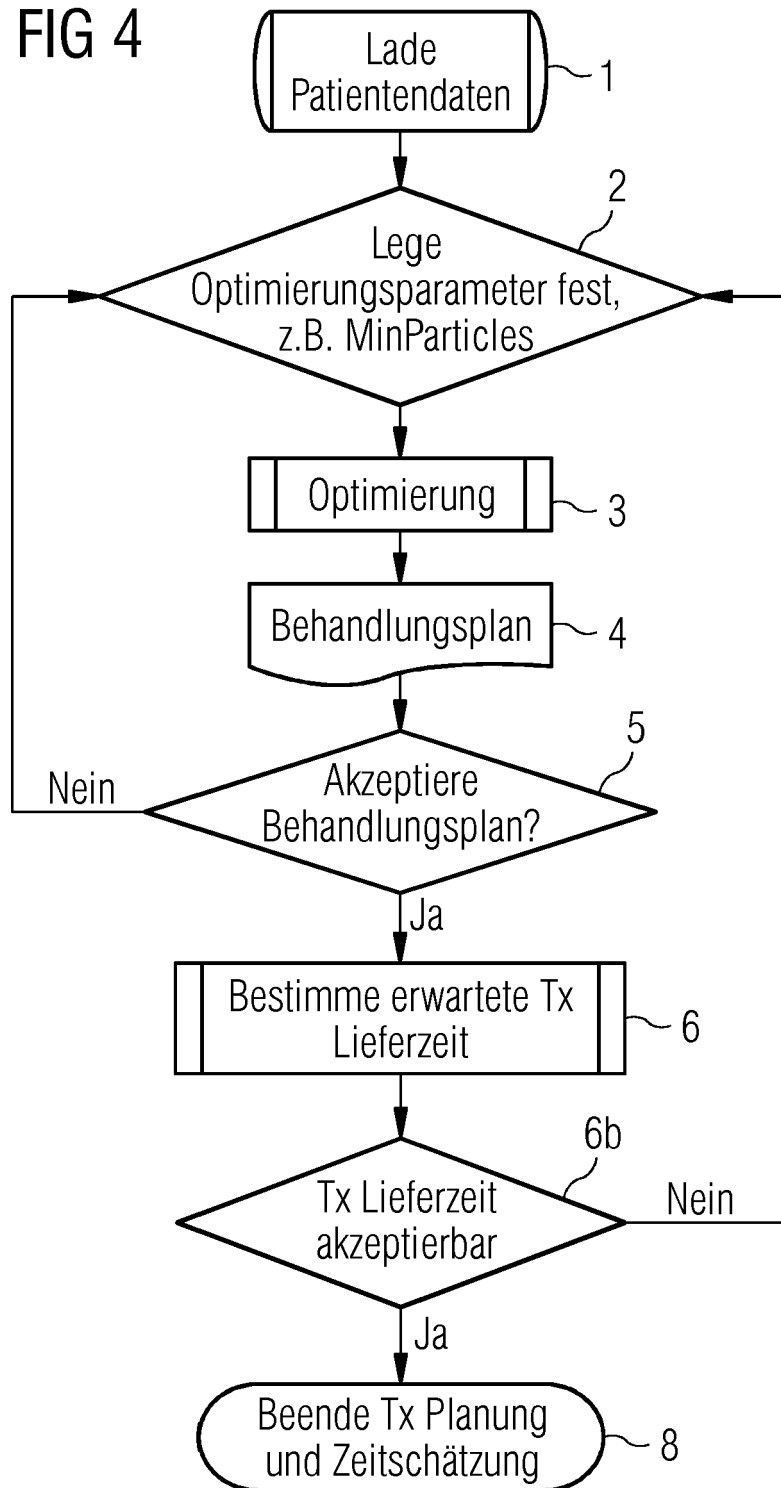 FIG 4
Lade
Patientendaten
1
2
Lege
Optimierungsparameter fest,
z.B. MinParticles
Optimierung
3
Behandlungsplan
4
5
Akzeptiere
Behandlungsplan?
Nein
Ja
Bestimme erwartete Tx
Lieferzeit
6
6b
Tx Lieferzeit
akzeptierbar
Nein
Ja
Beende Tx Planung
und Zeitschätzung
8